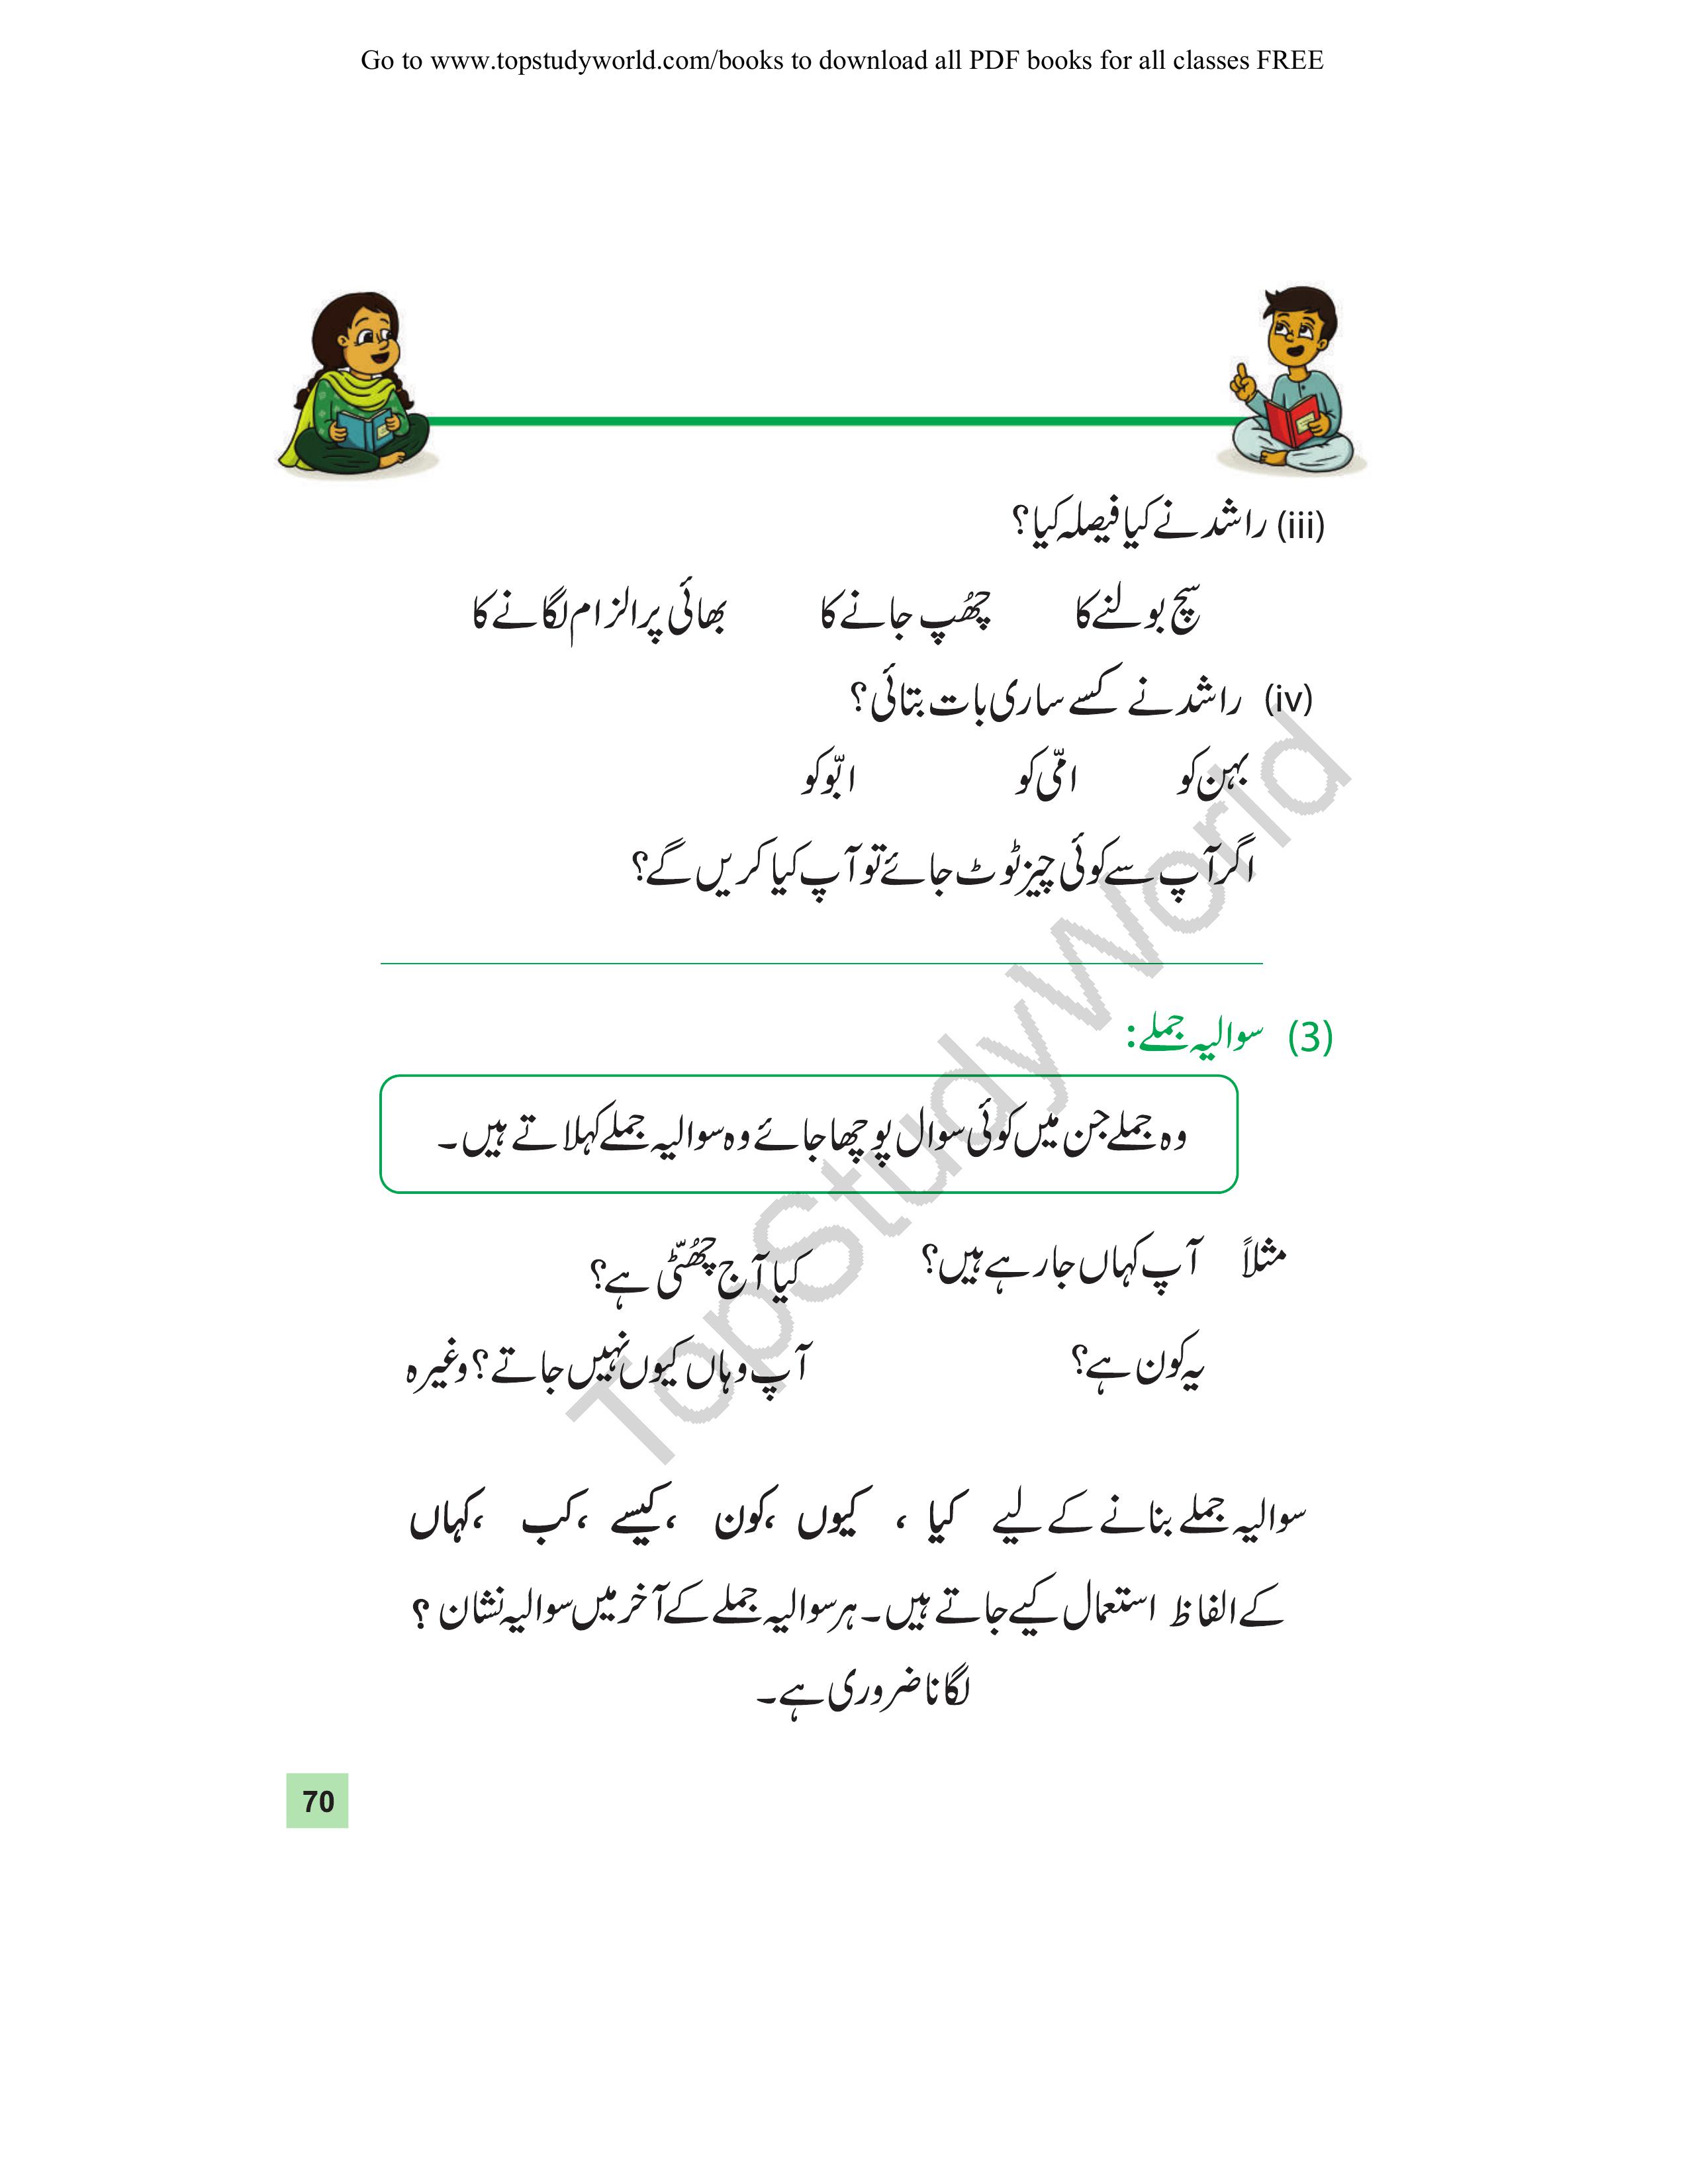 Go to www.topstudyworld.com/books to download all PDF books for all classes FREE
(iii) راشد نے کیا فیصلہ کیا؟
سچ بولنے کا چھُپ جانے کا بھائی پر الزام لگانے کا
(iv) راشد نے کسے ساری بات بتائی؟
بہن کو امّی کو ابّو کو
اگر آپ سے کوئی چیز ٹوٹ جائے تو آپ کیا کریں گے؟
(3) سوالیہ جملے:
وہ جملے جن میں کوئی سوال پوچھا جائے وہ سوالیہ جملے کہلاتے ہیں۔
مثلاً آپ کہاں جا رہے ہیں؟ کیا آج چھُٹّی ہے؟
یہ کون ہے؟ آپ وہاں کیوں نہیں جاتے؟ وغیرہ
سوالیہ جملے بنانے کے لیے کیا ، کیوں ،کون ،کیسے ،کب ،کہاں
کے الفاظ استعمال کیے جاتے ہیں۔ ہر سوالیہ جملے کے آخر میں سوالیہ نشان ؟
لگانا ضروری ہے۔
70
TopStudyWorld